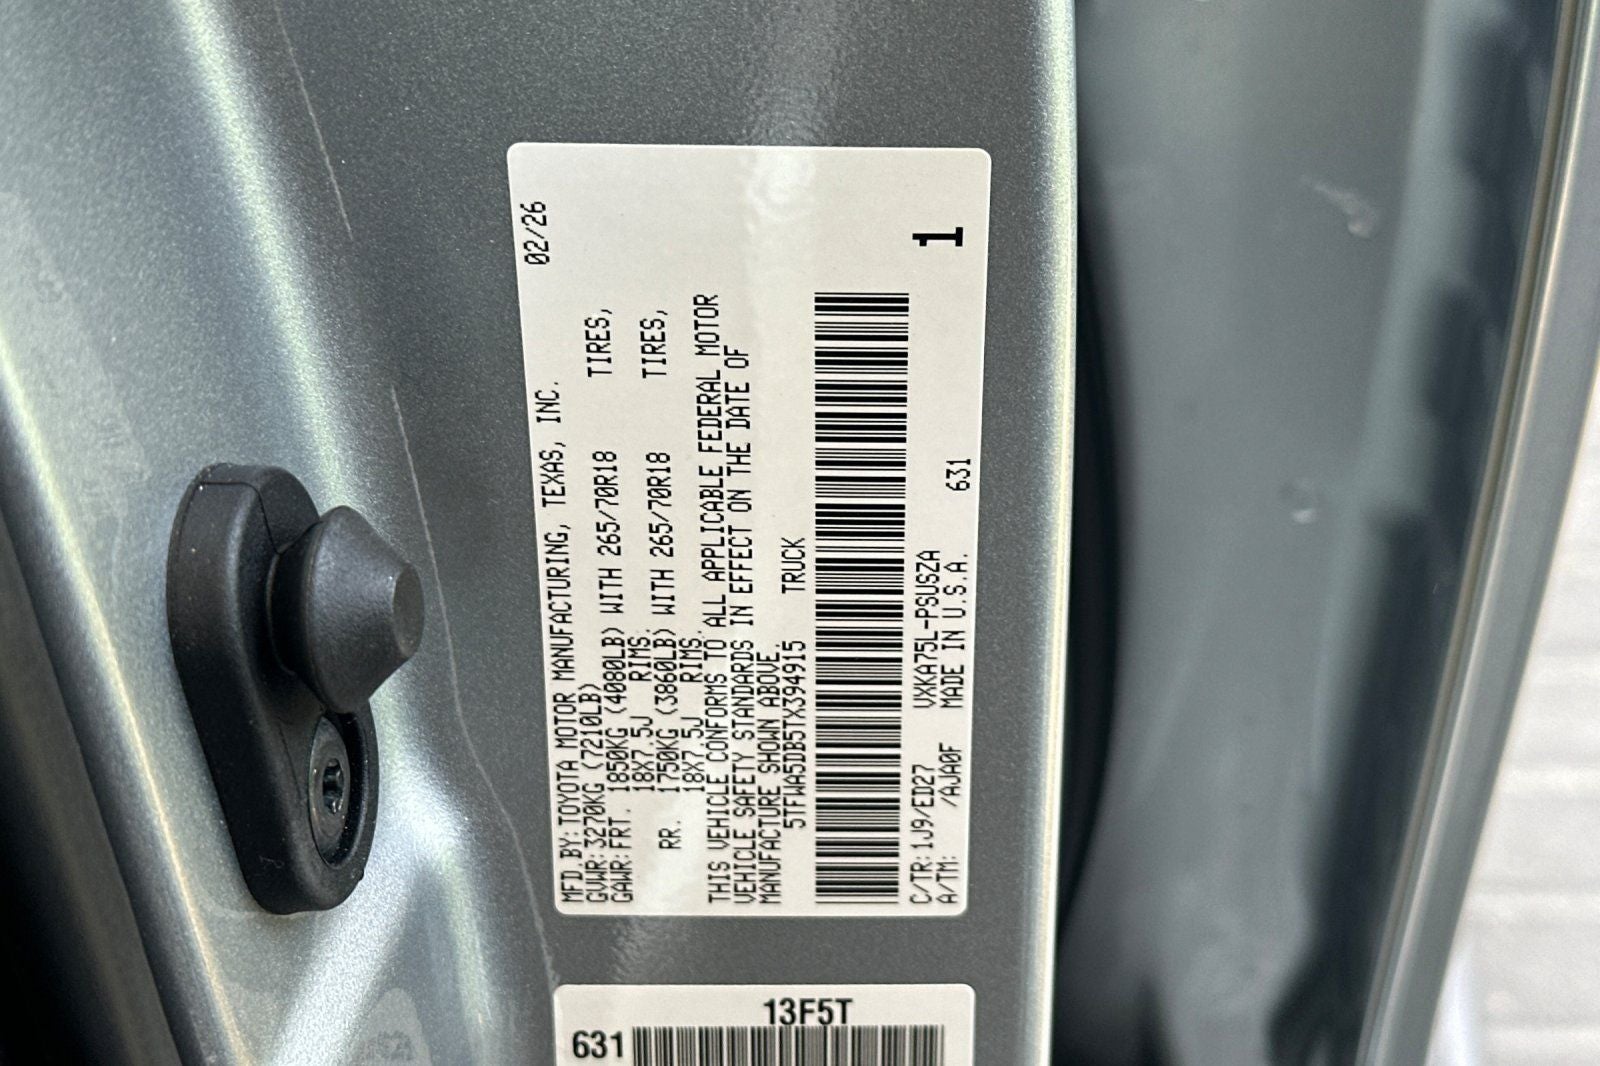 02/26
MFD.BY:TOYOTA MOTOR MANUFACTURING, TEXAS, INC.
GVWR:3270KG (7210LB)
GAWR:FRT. 1850KG (4080LB) WITH 265/70R18 TIRES,
18X7.5J RIMS.
RR. 1750KG (3860LB) WITH 265/70R18 TIRES,
18X7.5J RIMS.
THIS VEHICLE CONFORMS TO ALL APPLICABLE FEDERAL MOTOR
VEHICLE SAFETY STANDARDS IN EFFECT ON THE DATE OF
MANUFACTURE SHOWN ABOVE.
5TFWA5DB5TX394915 TRUCK
1
C/TR:1J9/ED27 VXKA75L-PSUSZA
A/TM: /AJA0F MADE IN U.S.A. 631
13F5T
631